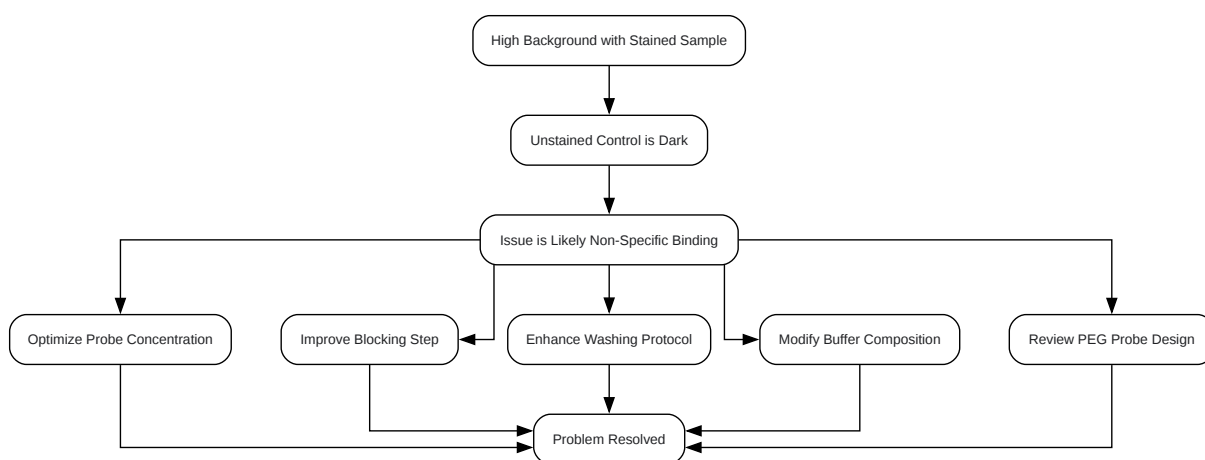 High Background with Stained Sample
Unstained Control is Dark
Issue is Likely Non-Specific Binding
Optimize Probe Concentration
Improve Blocking Step
Enhance Washing Protocol
Modify Buffer Composition
Review PEG Probe Design
Problem Resolved